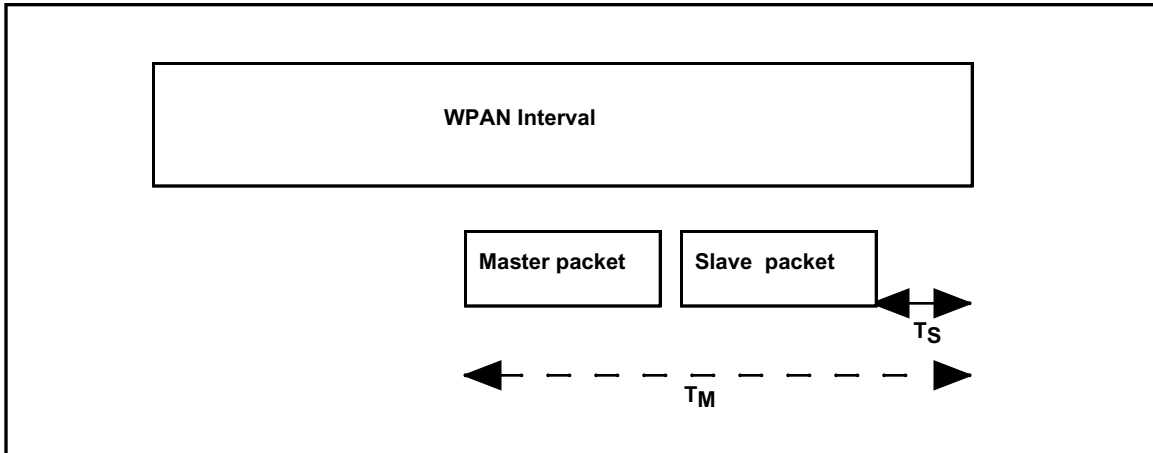 WPAN Interval
Master packet
Slave packet
TS
TM